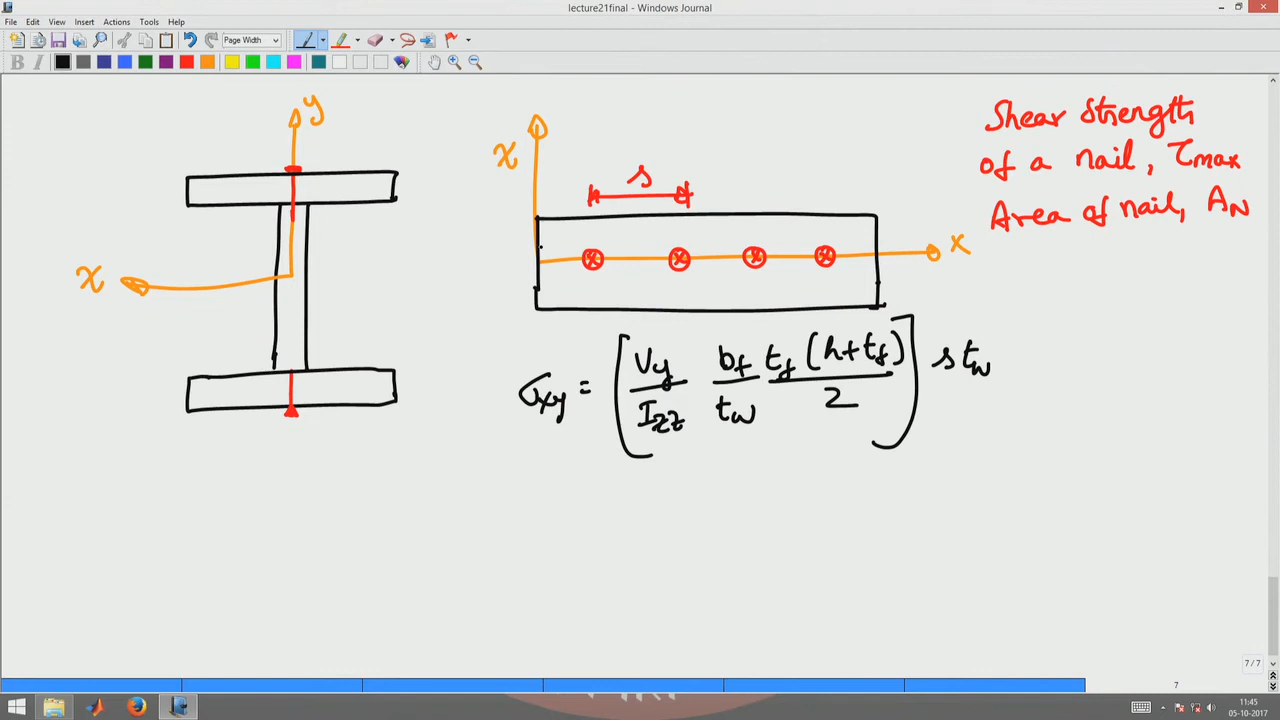 lecture21final - Windows Journal
File Edit View Insert Actions Tools Help
Page Width
B I
y
x
x
s
x
x x x x
Shear strength
of a nail, τmax
Area of nail, AN
σxy = [Vy/Izz bf/tw tf (h+tf)/2] s tw
7/7
7
11:45
05-10-2017